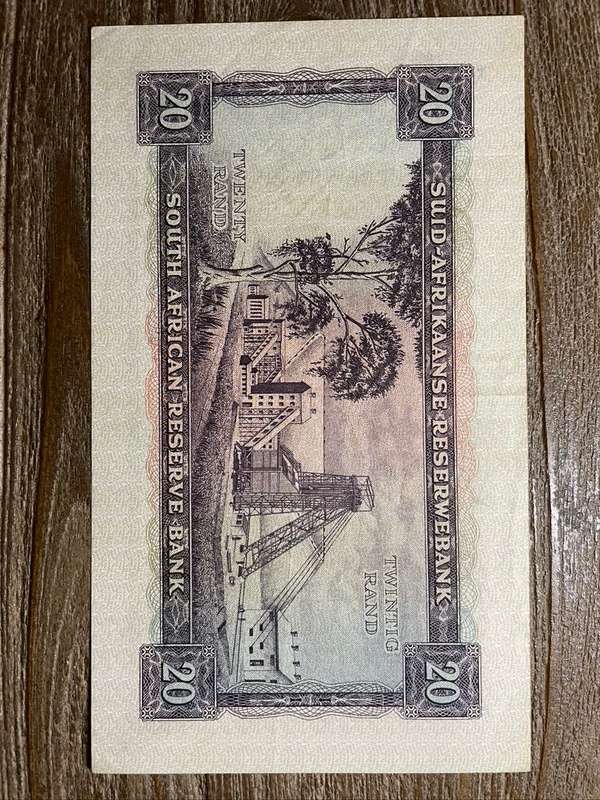 20
SUID-AFRIKAANSE RESERWEBANK
20
TWENTY
RAND
TWINTIG
RAND
20
SOUTH AFRICAN RESERVE BANK
20